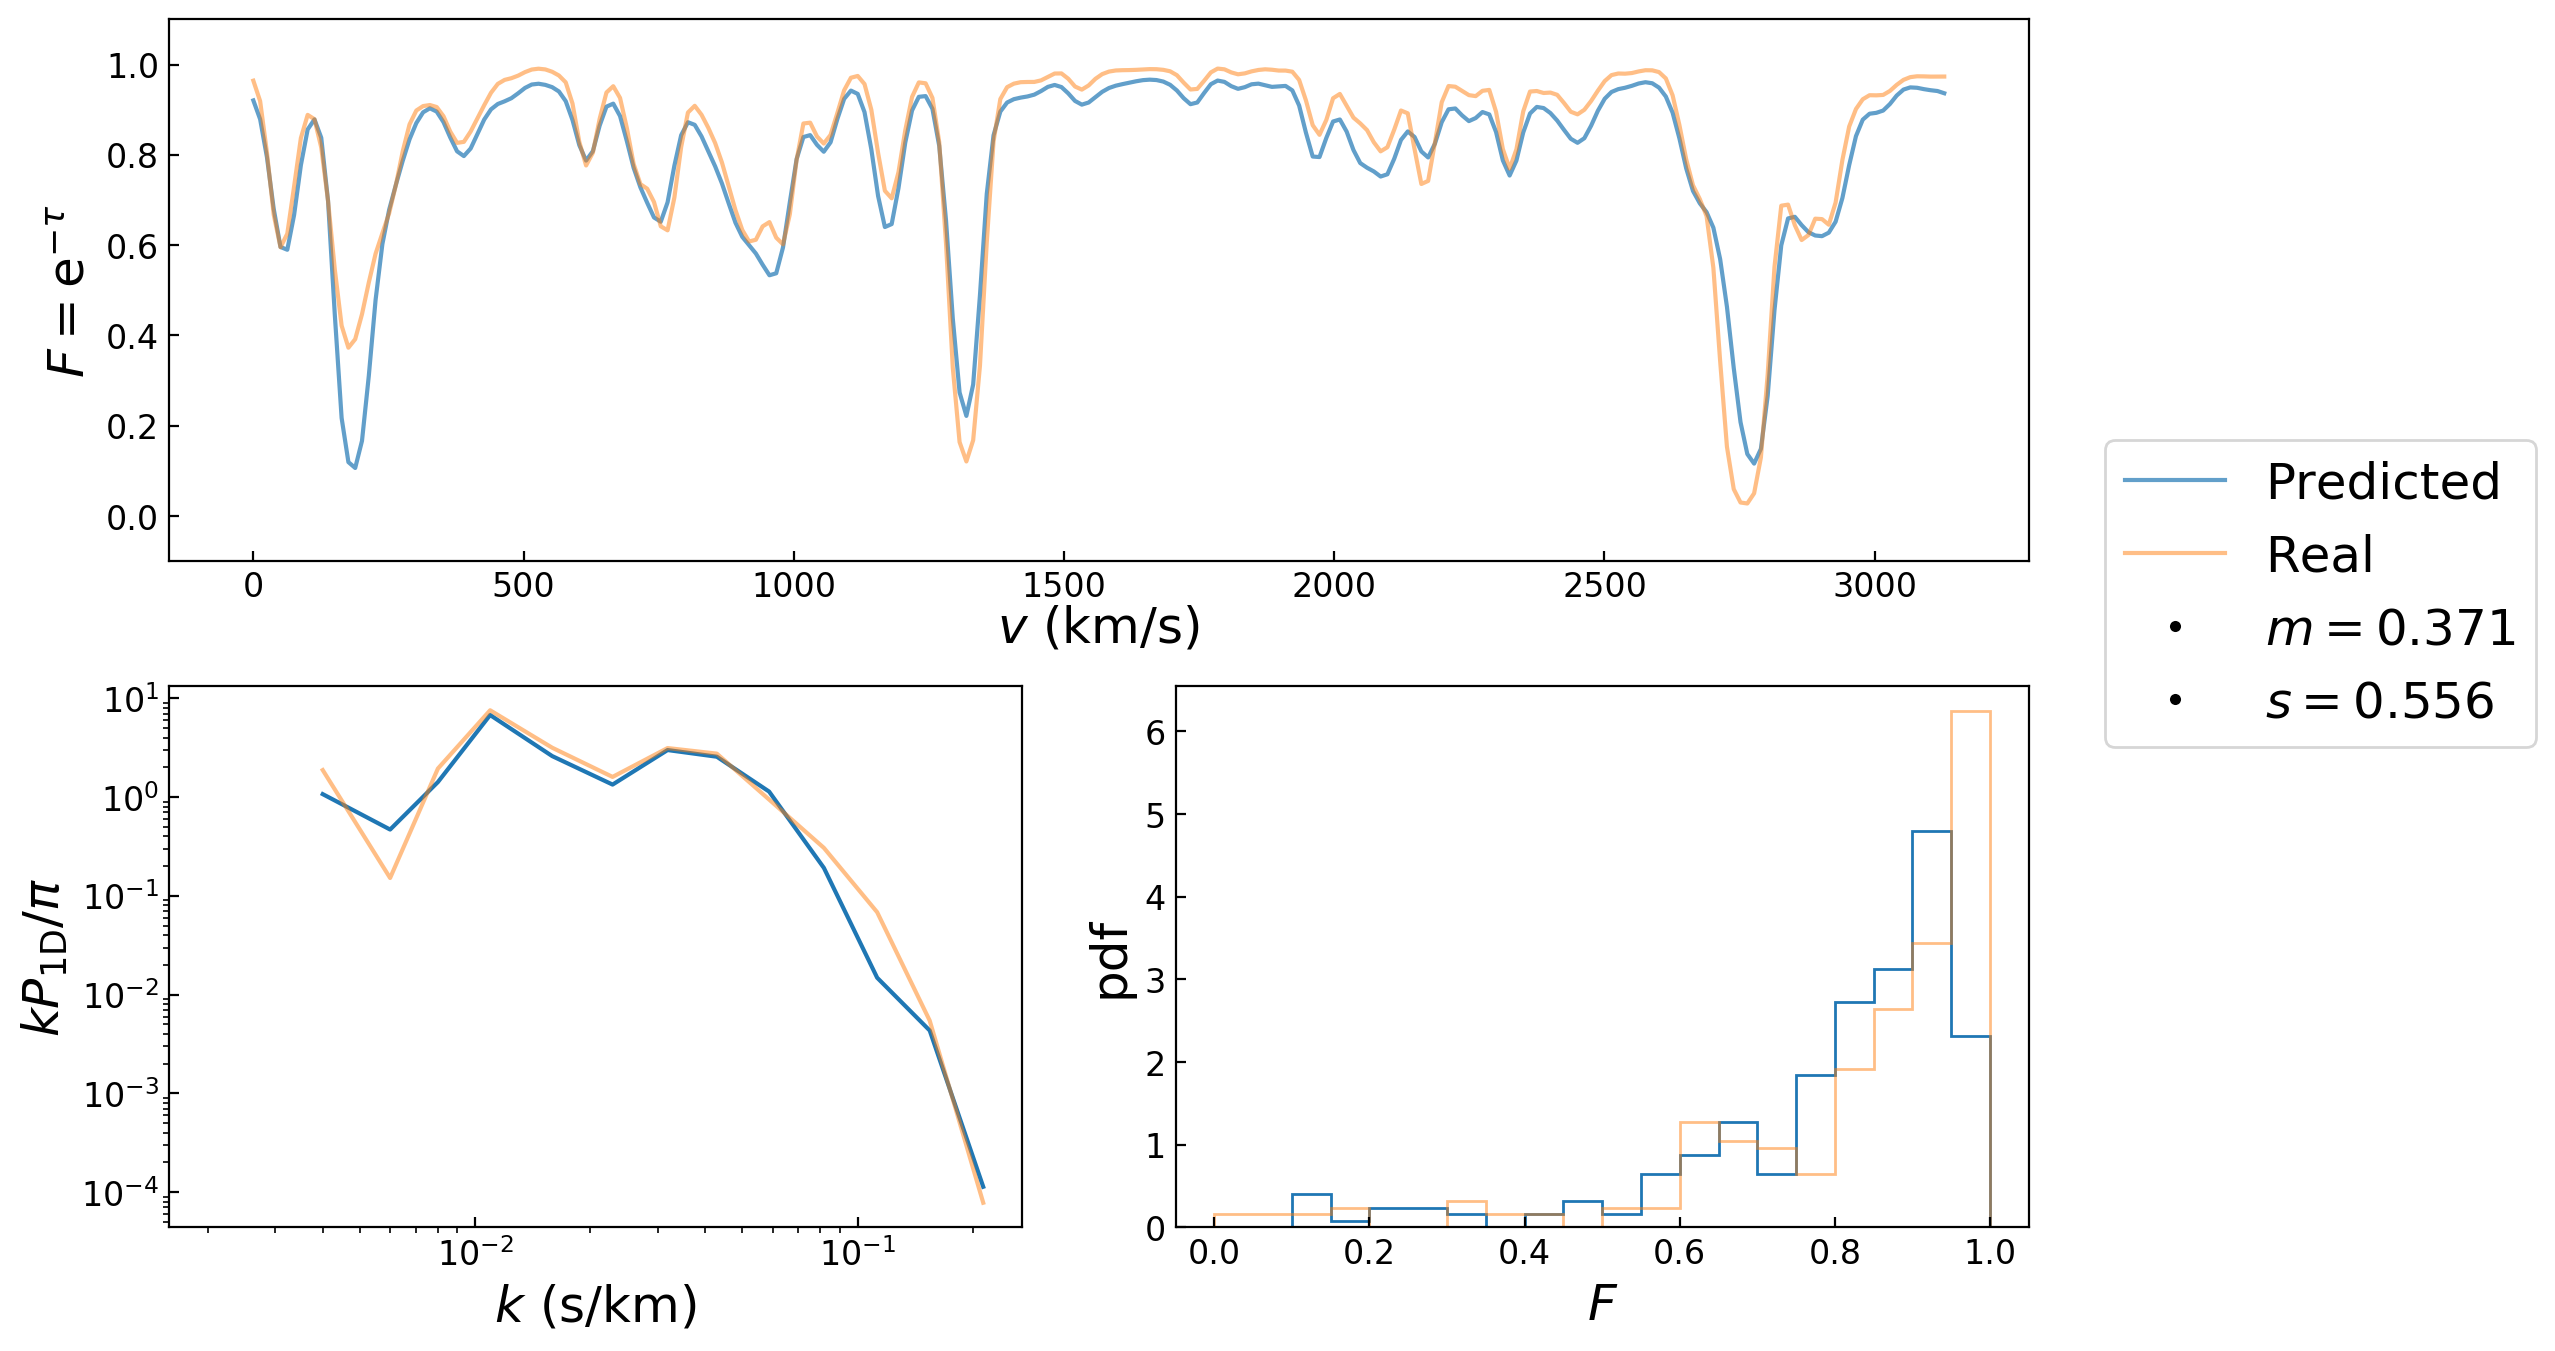 F = e^{−τ}
1.0
0.8
0.6
0.4
0.2
0.0
0 500 1000 1500 2000 2500 3000
v (km/s)
Predicted
Real
m = 0.371
s = 0.556
kP_{1D}/π
10^1
10^0
10^{−1}
10^{−2}
10^{−3}
10^{−4}
10^{−2} 10^{−1}
k (s/km)
pdf
6
5
4
3
2
1
0
0.0 0.2 0.4 0.6 0.8 1.0
F